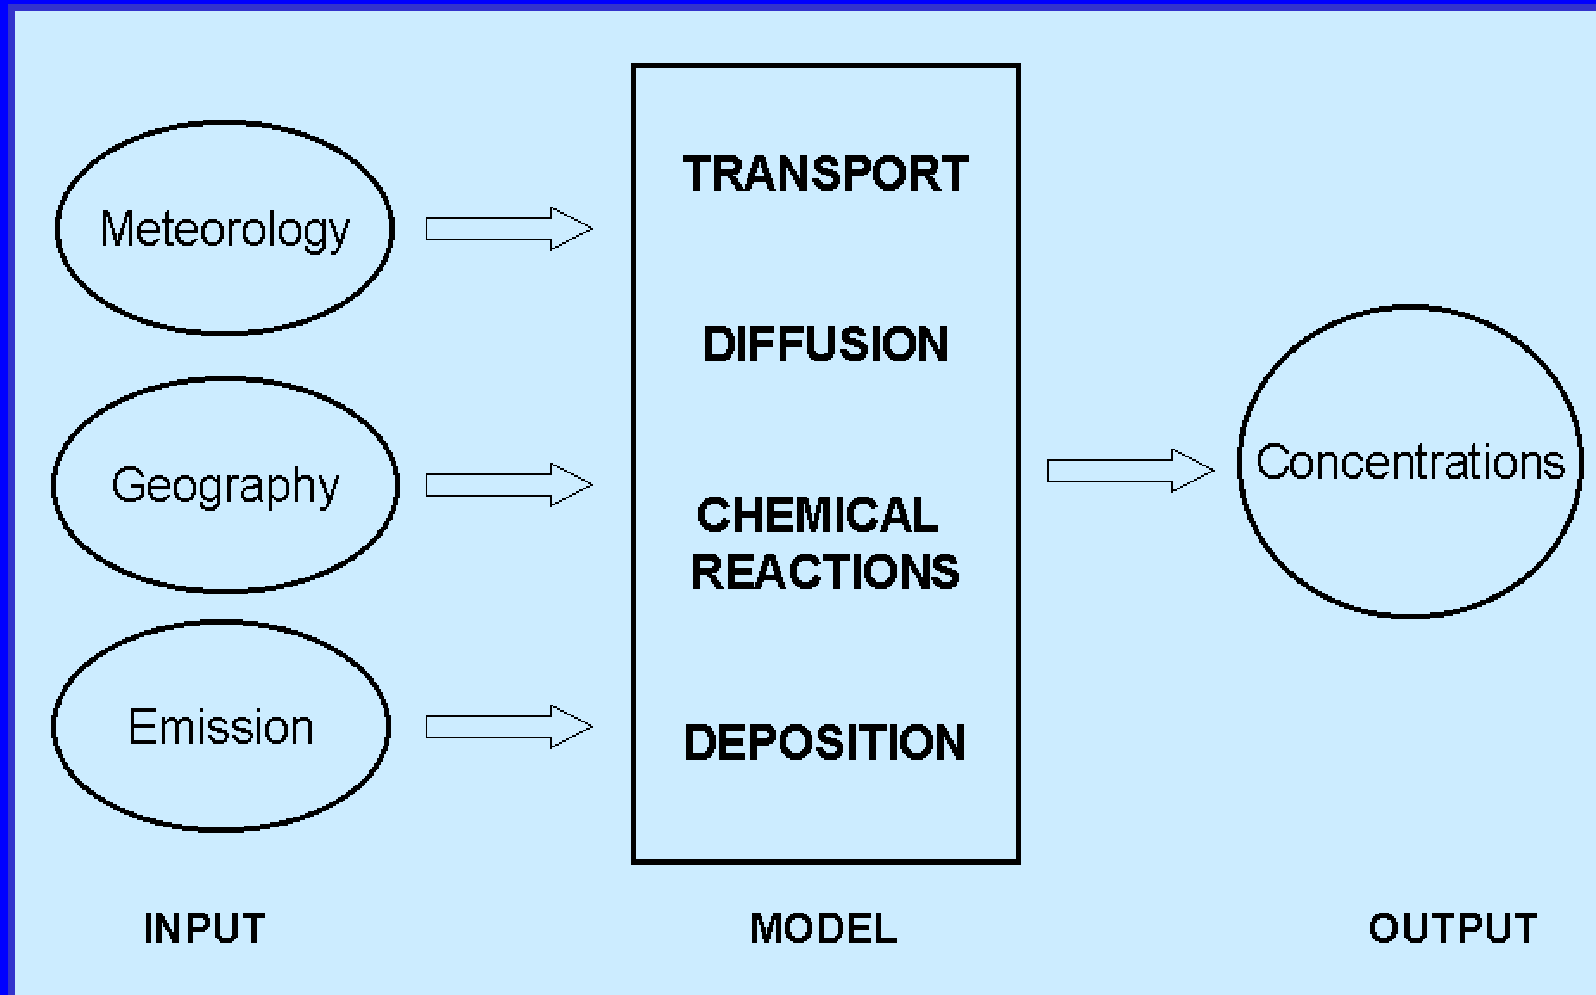 Meteorology
Geography
Emission
TRANSPORT
DIFFUSION
CHEMICAL
REACTIONS
DEPOSITION
Concentrations
INPUT
MODEL
OUTPUT